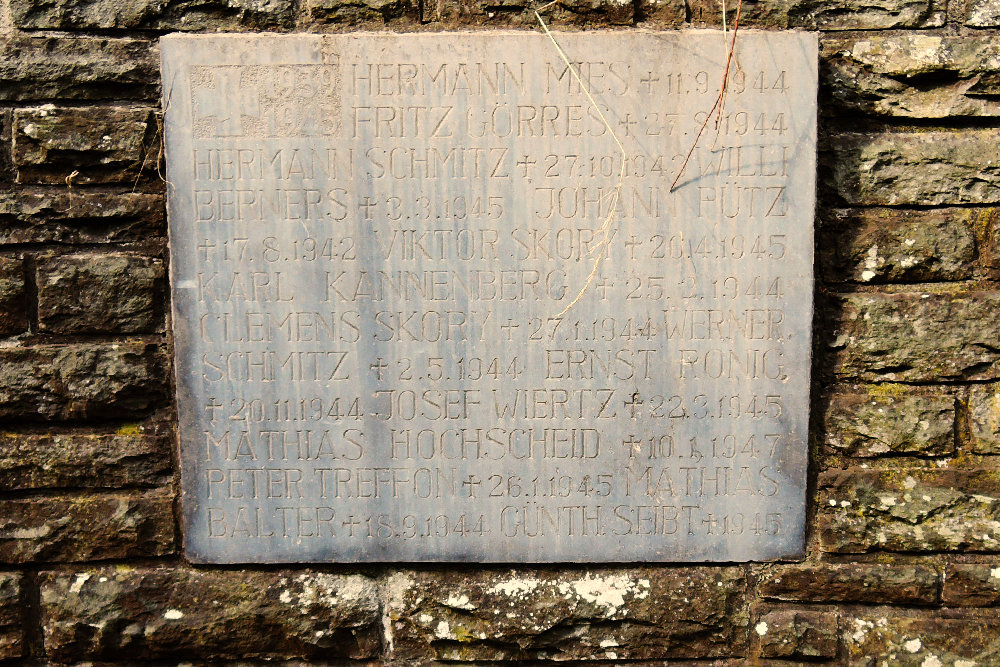 1939 HERMANN MIES +11.9.1944
1945 FRITZ GÖRRES +27.8.1944
HERMANN SCHMITZ +27.10.1942 WILLI
BERNERS +3.3.1945 JOHANN PÜTZ
+17.8.1942 VIKTOR SKORY +20.4.1945
KARL KANNENBERG +25.2.1944
CLEMENS SKORY +27.1.1944 WERNER
SCHMITZ +2.5.1944 ERNST RONIG
+20.11.1944 JOSEF WIERTZ +22.3.1945
MATHIAS HOCHSCHEID +10.1.1947
PETER TREFFON +26.1.1945 MATHIAS
BALTER +18.9.1944 GÜNTH. SEIBT +1945